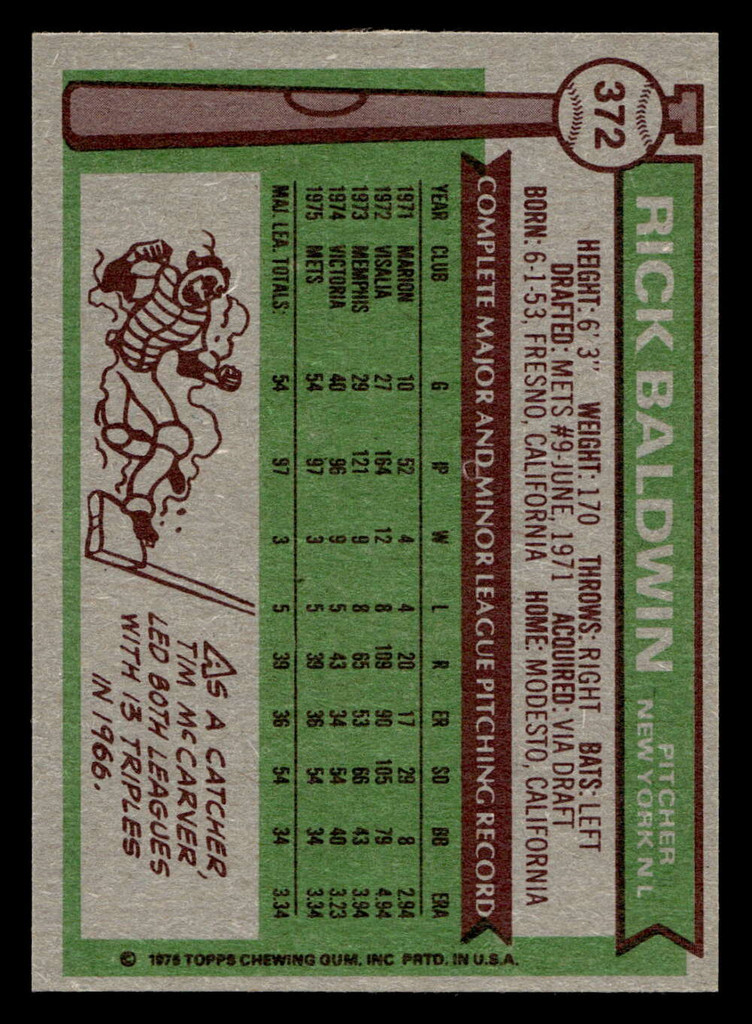 372
RICK BALDWIN
PITCHER
NEW YORK N L
HEIGHT: 6' 3" WEIGHT: 170 THROWS: RIGHT BATS: LEFT
DRAFTED: METS #9-JUNE, 1971 ACQUIRED: VIA DRAFT
BORN: 6-1-53, FRESNO, CALIFORNIA HOME: MODESTO, CALIFORNIA
COMPLETE MAJOR AND MINOR LEAGUE PITCHING RECORD
YEAR CLUB G IP W L R ER SO BB ERA
1971 MARION 10 52 4 4 20 17 29 8 2.94
1972 VISALIA 27 164 12 8 109 90 105 79 4.94
1973 MEMPHIS 29 121 9 8 65 53 66 43 3.94
1974 VICTORIA 40 96 9 5 43 34 54 40 3.23
1975 METS 54 97 3 5 39 36 54 34 3.34
MAJ. LEA. TOTALS: 54 97 3 5 39 36 54 34 3.34
AS A CATCHER,
TIM McCARVER
LED BOTH LEAGUES
WITH 13 TRIPLES
IN 1966.
© 1976 TOPPS CHEWING GUM, INC PRTD. IN U.S.A.